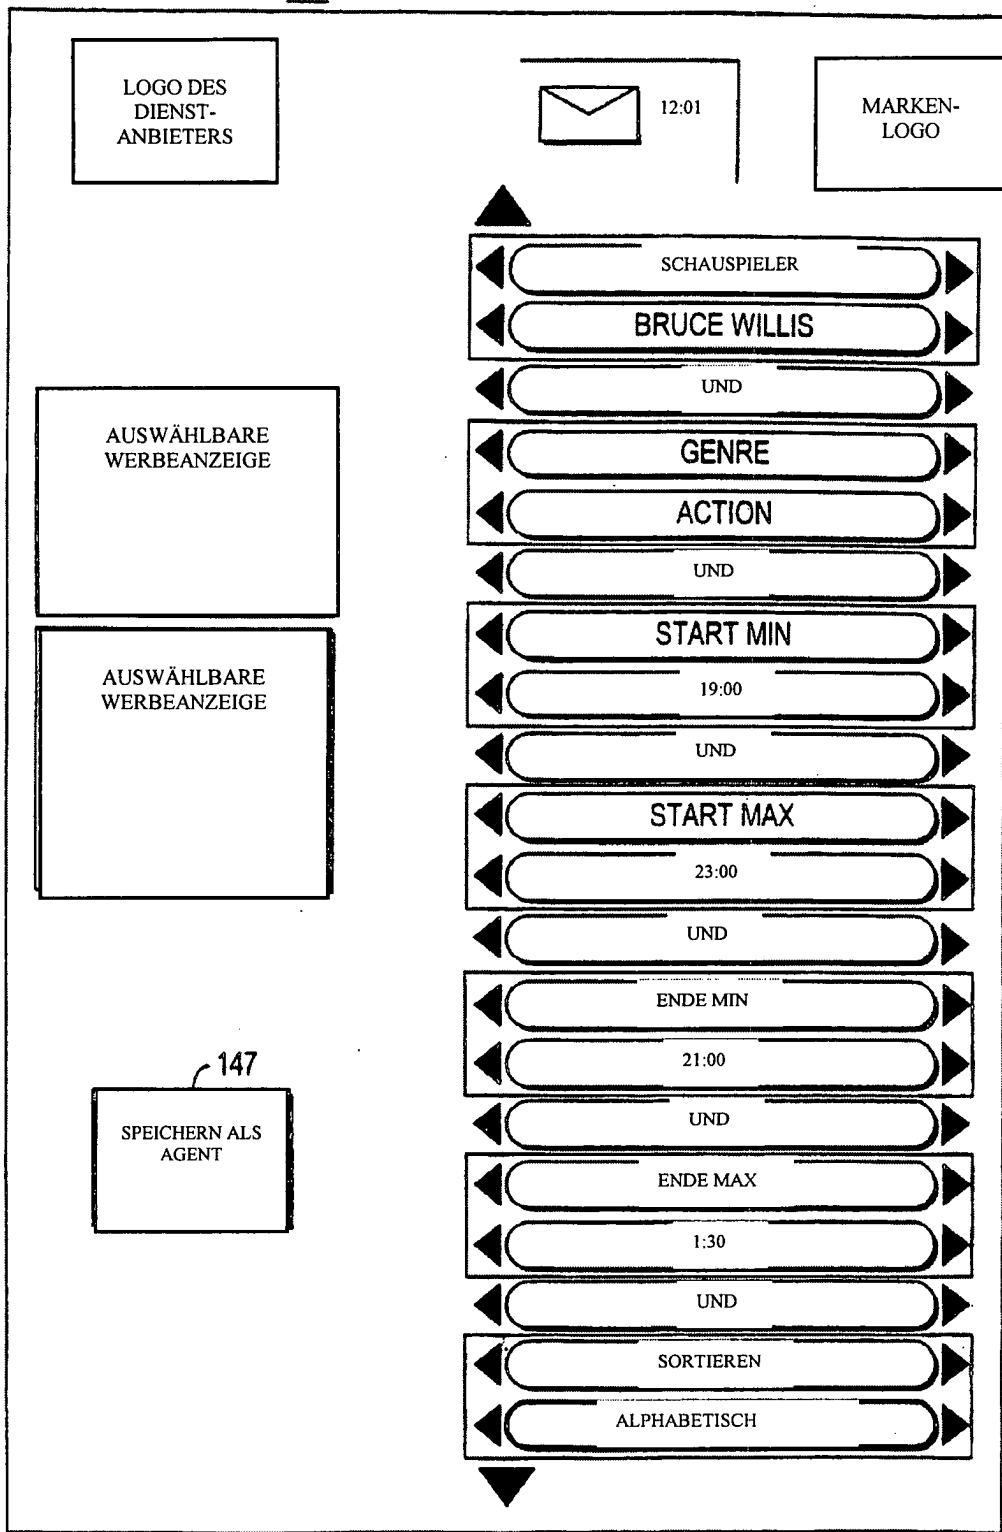 LOGO DES
DIENST-
ANBIETERS
12:01
MARKEN-
LOGO
SCHAUSPIELER
BRUCE WILLIS
UND
AUSWÄHLBARE
WERBEANZEIGE
GENRE
ACTION
UND
START MIN
19:00
AUSWÄHLBARE
WERBEANZEIGE
UND
START MAX
23:00
UND
ENDE MIN
21:00
147
SPEICHERN ALS
AGENT
UND
ENDE MAX
1:30
UND
SORTIEREN
ALPHABETISCH